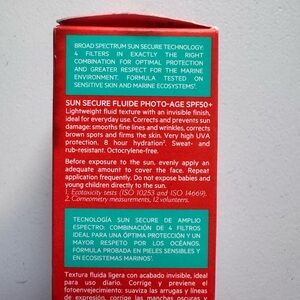 BROAD SPECTRUM SUN SECURE TECHNOLOGY:
4 FILTERS IN EXACTLY THE RIGHT
COMBINATION FOR OPTIMAL PROTECTION
AND GREATER RESPECT FOR THE MARINE
ENVIRONMENT. FORMULA TESTED ON
SENSITIVE SKIN AND MARINE ECOSYSTEMS¹.
SUN SECURE FLUIDE PHOTO-AGE SPF50+
Lightweight fluid texture with an invisible finish,
ideal for everyday use. Corrects and prevents sun
damage: smoothes fine lines and wrinkles, corrects
brown spots and firms the skin. Very high UVA
protection. 8 hour hydration². Sweat- and
rub-resistant. Octocrylene-free.
Before exposure to the sun, evenly apply an
adequate amount to cover the face. Repeat
application frequently. Do not expose babies and
young children directly to the sun.
1. Ecotoxicity tests (ISO 10253 and ISO 14669).
2. Corneometry measurements, 12 volunteers.
TECNOLOGÍA SUN SECURE DE AMPLIO
ESPECTRO: COMBINACIÓN DE 4 FILTROS
IDEAL PARA UNA ÓPTIMA PROTECCIÓN Y UN
MAYOR RESPETO POR LOS OCÉANOS.
FÓRMULA PROBADA EN PIELES SENSIBLES Y
EN ECOSISTEMAS MARINOS¹.
Textura fluida ligera con acabado invisible, ideal
para uso diario. Corrige y previene el
fotoenvejecimiento: suaviza las arrugas y líneas
de expresión, corrige las manchas oscuras y